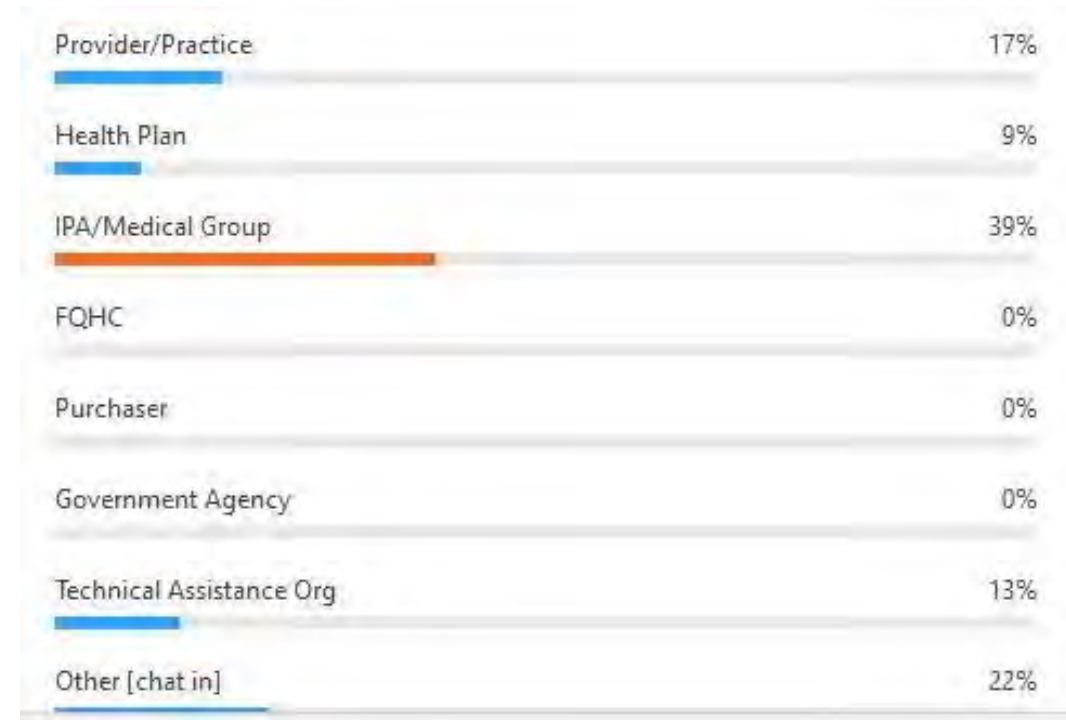 Provider/Practice 17%
Health Plan 9%
IPA/Medical Group 39%
FQHC 0%
Purchaser 0%
Government Agency 0%
Technical Assistance Org 13%
Other [chat in] 22%